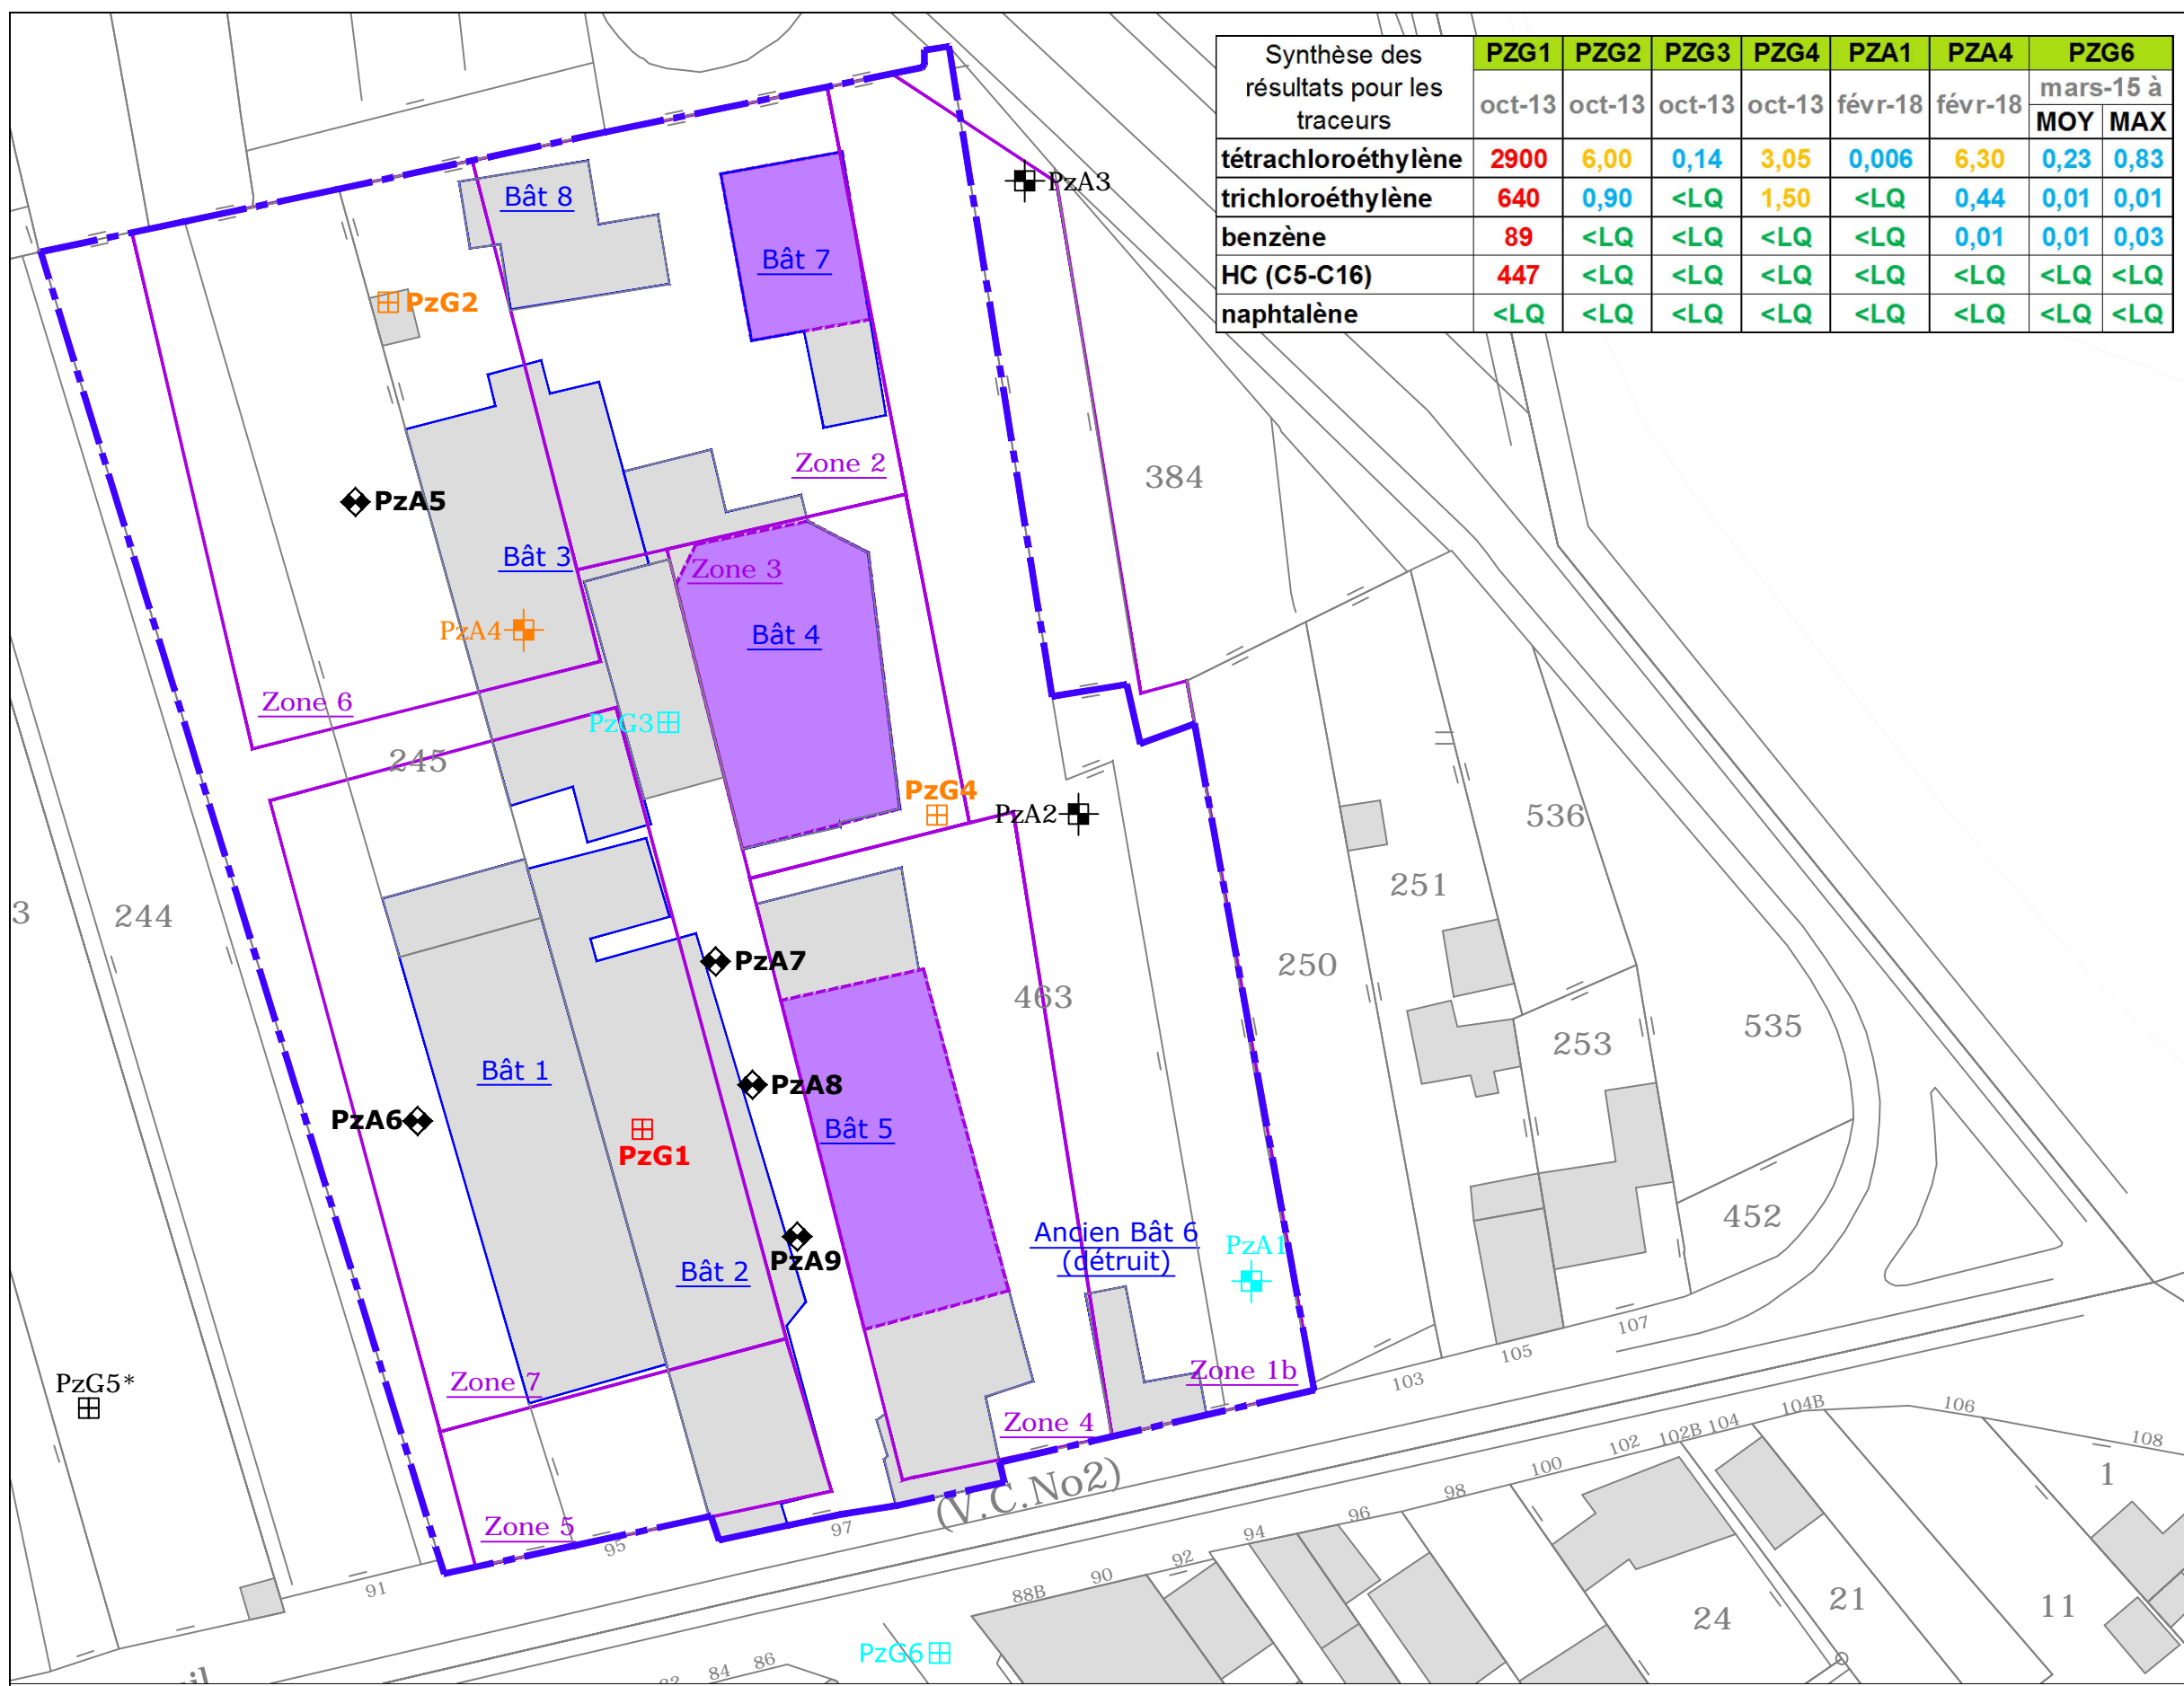 Synthèse des résultats pour les traceurs PZG1 PZG2 PZG3 PZG4 PZA1 PZA4 PZG6
oct-13 oct-13 oct-13 oct-13 févr-18 févr-18 mars-15 à
MOY MAX
tétrachloroéthylène 2900 6,00 0,14 3,05 0,006 6,30 0,23 0,83
trichloroéthylène 640 0,90 <LQ 1,50 <LQ 0,44 0,01 0,01
benzène 89 <LQ <LQ <LQ <LQ 0,01 0,01 0,03
HC (C5-C16) 447 <LQ <LQ <LQ <LQ <LQ <LQ <LQ
naphtalène <LQ <LQ <LQ <LQ <LQ <LQ <LQ <LQ
PzA3
Bât 8
Bât 7
PzG2
Zone 2
384
PzA5
Bât 3
Zone 3
PzA4
Bât 4
Zone 6
PzG3
245
PzG4
PzA2
536
251
3
244
PzA7
250
463
535
253
Bât 1
PzA8
PzA6
Bât 5
PzG1
452
Ancien Bât 6
(détruit)
PzA1
PzA9
Bât 2
107
105
Zone 1b
103
PzG5*
Zone 7
Zone 4
106
104B
104
102B
102
108
1
100
98
(V.C.No2)
97
96
94
Zone 5
95
92
90
88B
91
24
21
11
PzG6
86
84